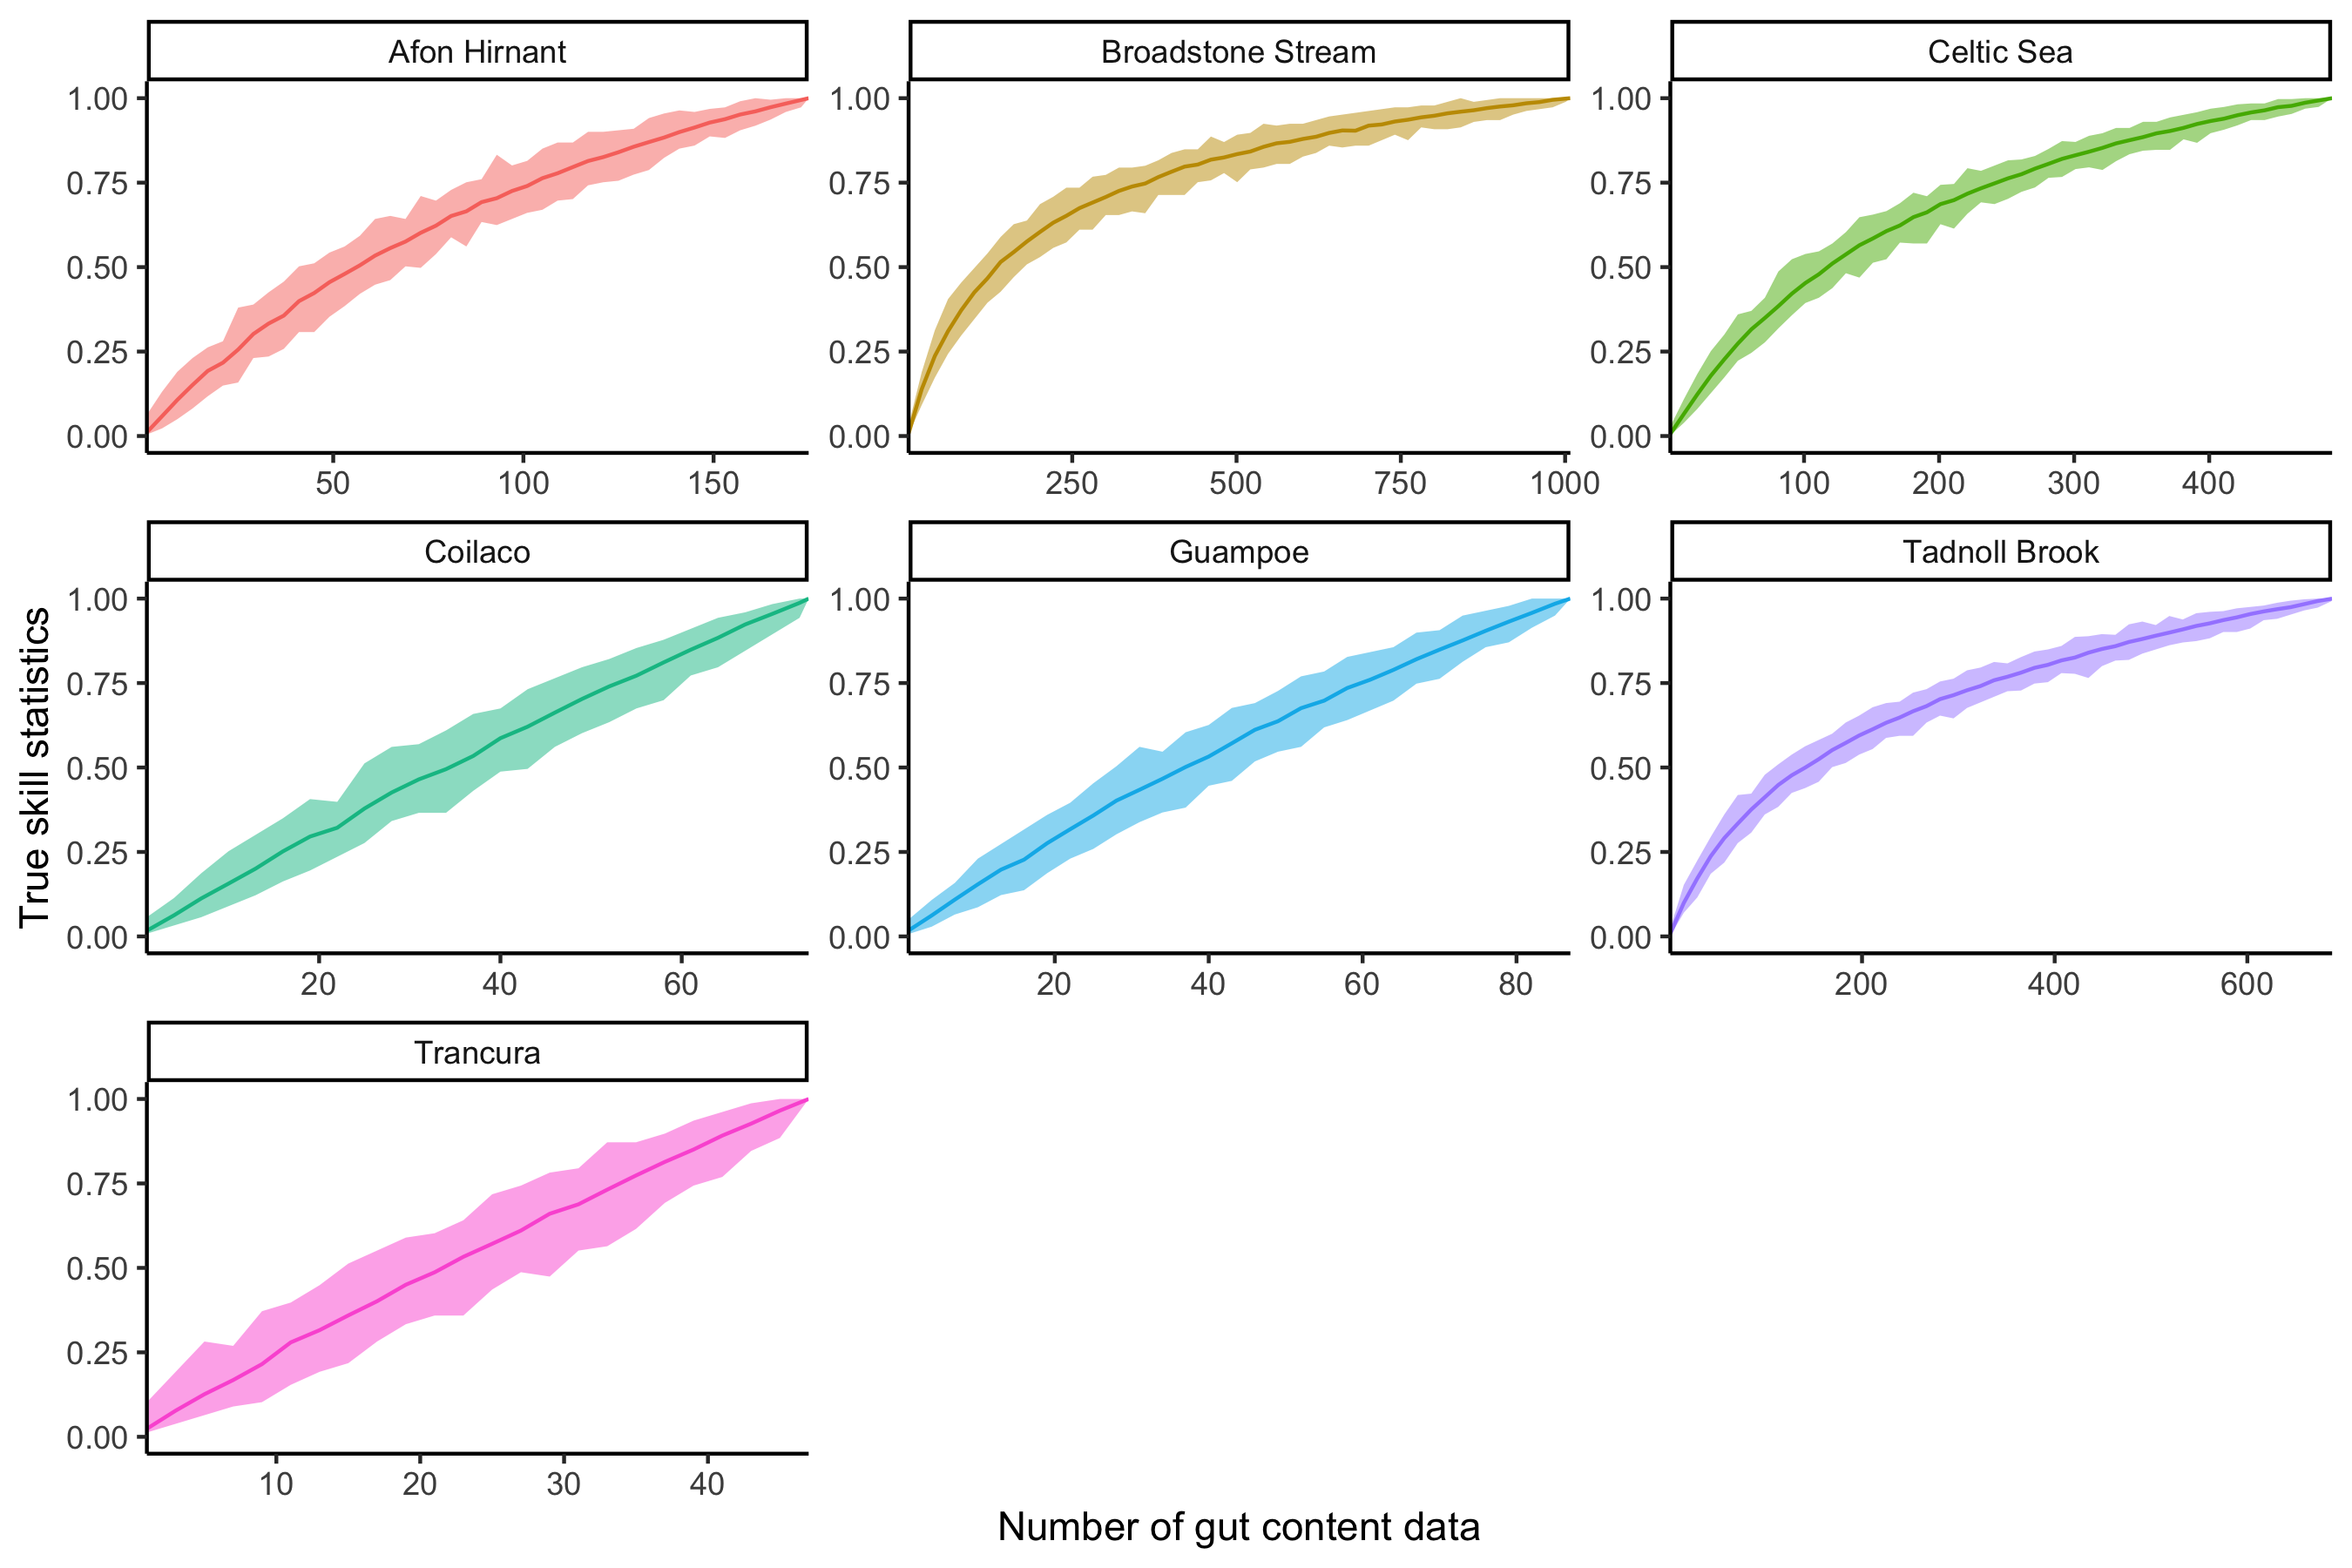 Afon Hirnant
Broadstone Stream
Celtic Sea
1.00
0.75
0.50
0.25
0.00
50 100 150
1.00
0.75
0.50
0.25
0.00
250 500 750 1000
1.00
0.75
0.50
0.25
0.00
100 200 300 400
Coilaco
Guampoe
Tadnoll Brook
True skill statistics
1.00
0.75
0.50
0.25
0.00
20 40 60
1.00
0.75
0.50
0.25
0.00
20 40 60 80
1.00
0.75
0.50
0.25
0.00
200 400 600
Trancura
1.00
0.75
0.50
0.25
0.00
10 20 30 40
Number of gut content data